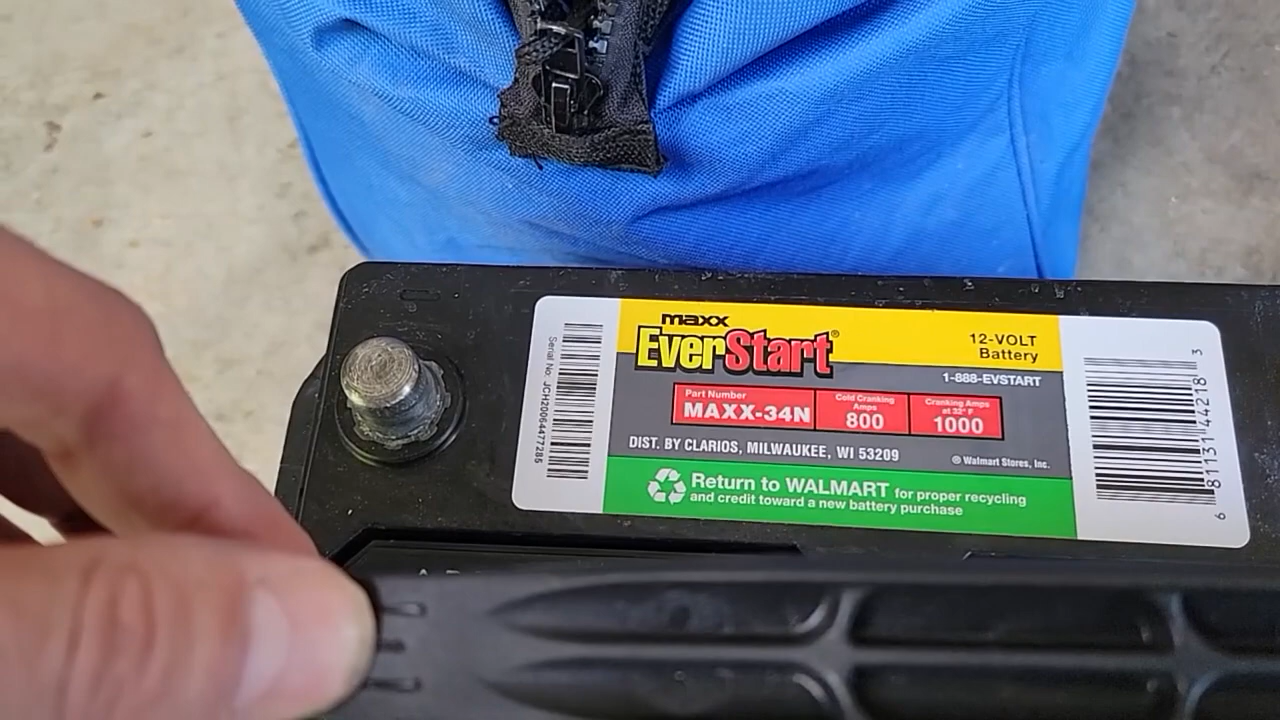 Serial No: JCH20064477285
maxx
EverStart®
12-VOLT
Battery
1-888-EVSTART
Part Number
MAXX-34N
Cold Cranking
Amps
800
Cranking Amps
at 32° F
1000
DIST. BY CLARIOS, MILWAUKEE, WI 53209
® Walmart Stores, Inc.
Return to WALMART for proper recycling
and credit toward a new battery purchase
6 81131 44218 3